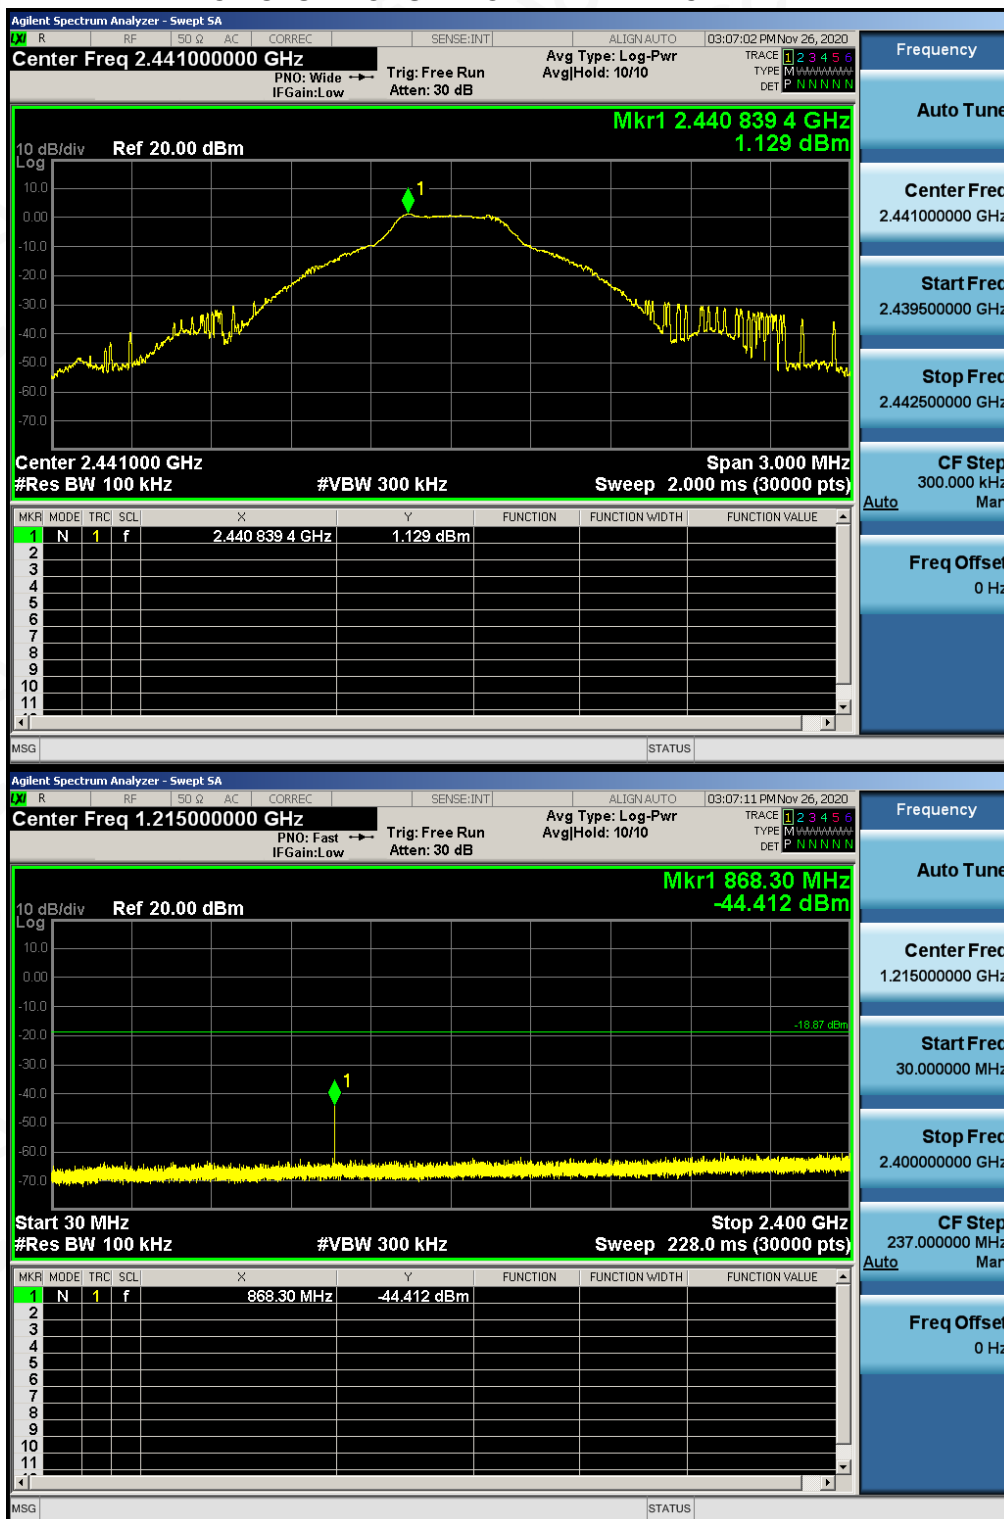 Agilent Spectrum Analyzer - Swept SA
LXI R RF 50 Ω AC CORREC SENSE:INT ALIGN AUTO 03:07:02 PM Nov 26, 2020
Center Freq 2.441000000 GHz Avg Type: Log-Pwr TRACE 1 2 3 4 5 6
PNO: Wide Trig: Free Run Avg|Hold: 10/10 TYPE M WWWWW
IFGain:Low Atten: 30 dB DET P N N N N N
Mkr1 2.440 839 4 GHz
1.129 dBm
10 dB/div Ref 20.00 dBm
Log
10.0
1
0.00
-10.0
-20.0
-30.0
-40.0
-50.0
-60.0
-70.0
Center 2.441000 GHz Span 3.000 MHz
#Res BW 100 kHz #VBW 300 kHz Sweep 2.000 ms (30000 pts)
MKR MODE TRC SCL X Y FUNCTION FUNCTION WIDTH FUNCTION VALUE
1 N 1 f 2.440 839 4 GHz 1.129 dBm
2
3
4
5
6
7
8
9
10
11
MSG STATUS
Frequency
Auto Tune
Center Freq
2.441000000 GHz
Start Freq
2.439500000 GHz
Stop Freq
2.442500000 GHz
CF Step
300.000 kHz
Auto Man
Freq Offset
0 Hz
Agilent Spectrum Analyzer - Swept SA
LXI R RF 50 Ω AC CORREC SENSE:INT ALIGN AUTO 03:07:11 PM Nov 26, 2020
Center Freq 1.215000000 GHz Avg Type: Log-Pwr TRACE 1 2 3 4 5 6
PNO: Fast Trig: Free Run Avg|Hold: 10/10 TYPE M WWWWW
IFGain:Low Atten: 30 dB DET P N N N N N
Mkr1 868.30 MHz
-44.412 dBm
10 dB/div Ref 20.00 dBm
Log
10.0
0.00
-10.0
-18.87 dBm
-20.0
-30.0
1
-40.0
-50.0
-60.0
-70.0
Start 30 MHz Stop 2.400 GHz
#Res BW 100 kHz #VBW 300 kHz Sweep 228.0 ms (30000 pts)
MKR MODE TRC SCL X Y FUNCTION FUNCTION WIDTH FUNCTION VALUE
1 N 1 f 868.30 MHz -44.412 dBm
2
3
4
5
6
7
8
9
10
11
MSG STATUS
Frequency
Auto Tune
Center Freq
1.215000000 GHz
Start Freq
30.000000 MHz
Stop Freq
2.400000000 GHz
CF Step
237.000000 MHz
Auto Man
Freq Offset
0 Hz